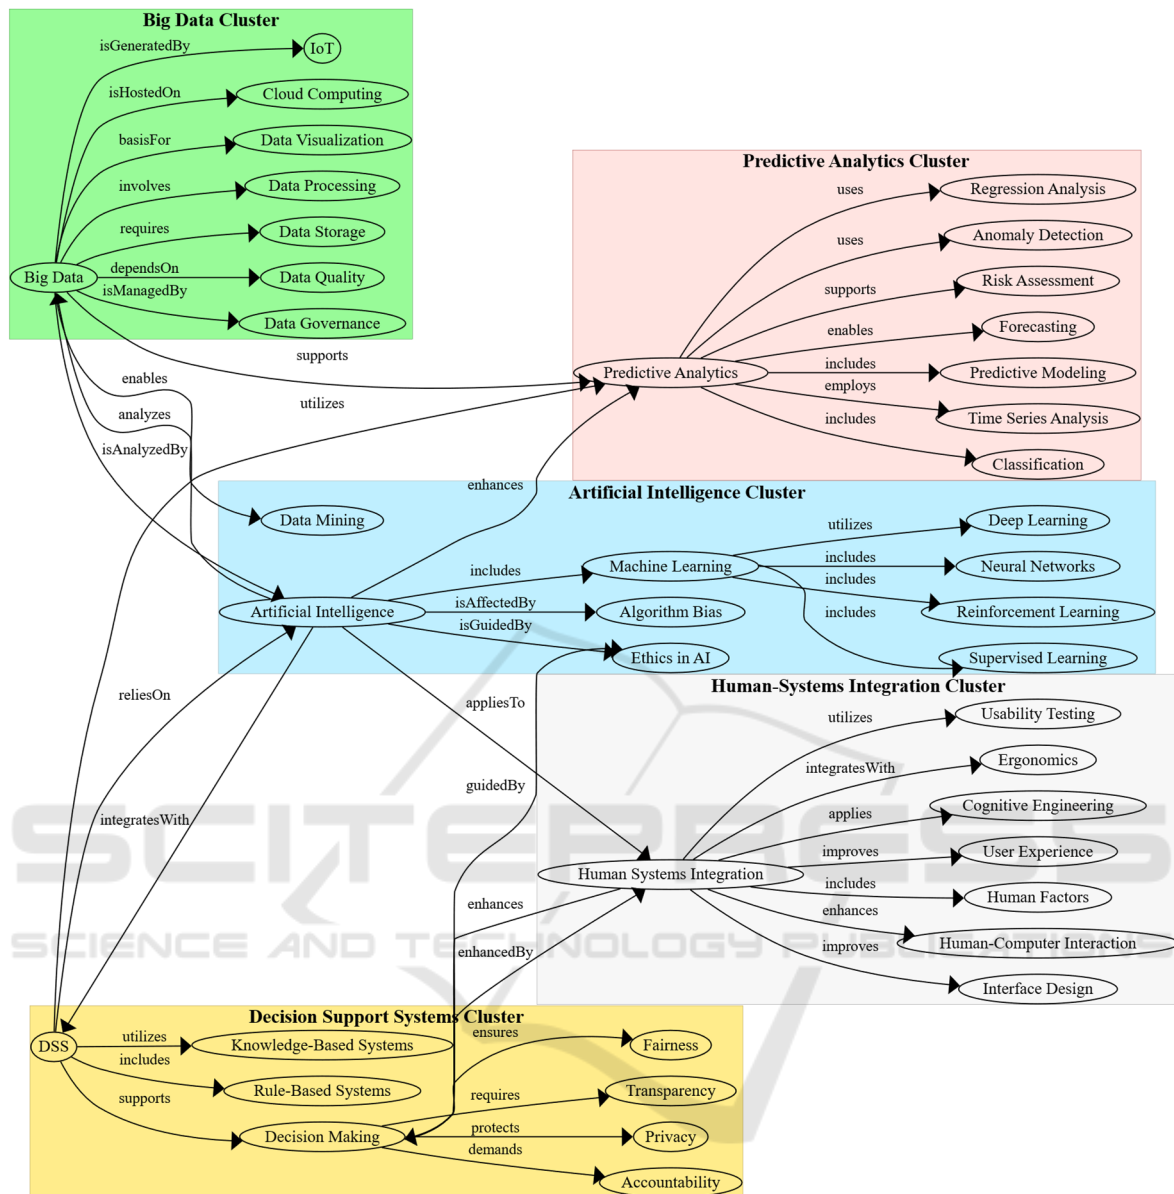 Big Data Cluster
isGeneratedBy
IoT
isHostedOn
Cloud Computing
basisFor
Data Visualization
involves
Data Processing
requires
Data Storage
Big Data
dependsOn
Data Quality
isManagedBy
Data Governance
Predictive Analytics Cluster
uses
Regression Analysis
uses
Anomaly Detection
supports
Risk Assessment
enables
Forecasting
Predictive Analytics
includes
Predictive Modeling
employs
Time Series Analysis
includes
Classification
supports
enables
utilizes
analyzes
isAnalyzedBy
enhances
Artificial Intelligence Cluster
Data Mining
utilizes
Deep Learning
includes
Machine Learning
includes
Neural Networks
includes
Reinforcement Learning
Artificial Intelligence
isAffectedBy
Algorithm Bias
includes
isGuidedBy
Ethics in AI
Supervised Learning
Human-Systems Integration Cluster
reliesOn
appliesTo
utilizes
Usability Testing
integratesWith
Ergonomics
guidedBy
applies
Cognitive Engineering
integratesWith
improves
User Experience
Human Systems Integration
includes
Human Factors
enhances
enhances
Human-Computer Interaction
enhancedBy
improves
Interface Design
SCITEPRESS
SCIENCE AND TECHNOLOGY PUBLICATIONS
Decision Support Systems Cluster
DSS
utilizes
Knowledge-Based Systems
ensures
Fairness
includes
Rule-Based Systems
requires
Transparency
supports
Decision Making
protects
Privacy
demands
Accountability